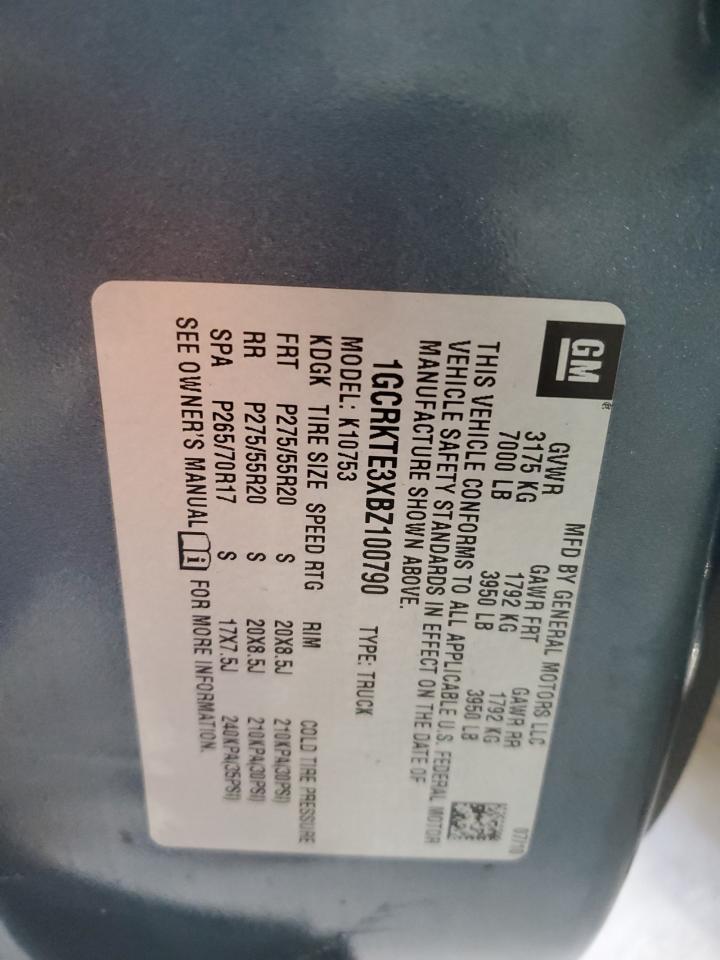 GM
MFD BY GENERAL MOTORS LLC 07/10
GVWR GAWR FRT GAWR RR
3175 KG 1792 KG 1792 KG
7000 LB 3950 LB 3950 LB
THIS VEHICLE CONFORMS TO ALL APPLICABLE U.S. FEDERAL MOTOR
VEHICLE SAFETY STANDARDS IN EFFECT ON THE DATE OF
MANUFACTURE SHOWN ABOVE.
1GCRKTE3XBZ100790 TYPE: TRUCK
MODEL: K10753
KDGK TIRE SIZE SPEED RTG RIM COLD TIRE PRESSURE
FRT P275/55R20 S 20X8.5J 210KPA(30PSI)
RR P275/55R20 S 20X8.5J 210KPA(30PSI)
SPA P265/70R17 S 17X7.5J 240KPA(35PSI)
SEE OWNER'S MANUAL i FOR MORE INFORMATION.